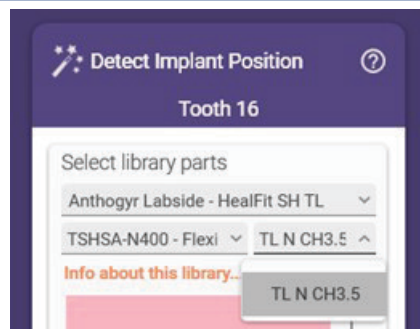 Detect Implant Position
Tooth 16
Select library parts
Anthogyr Labside - HealFit SH TL
TSHSA-N400 - Flexi TL N CH3.5
Info about this library...
TL N CH3.5